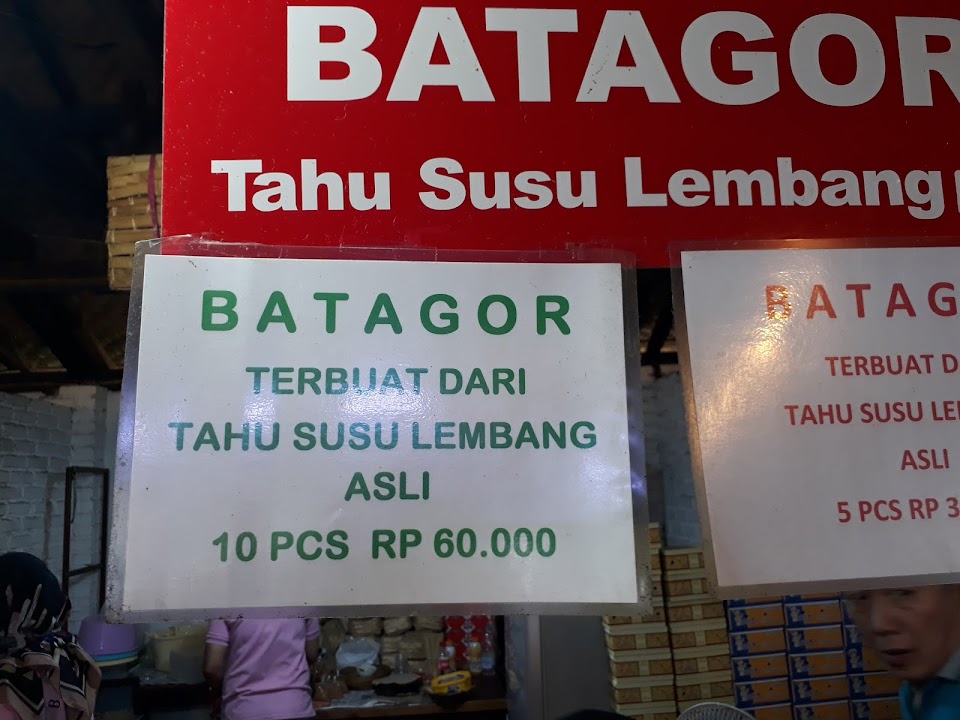 BATAGOR
Tahu Susu Lembang
BATAGOR
TERBUAT DARI
TAHU SUSU LEMBANG
ASLI
10 PCS RP 60.000
BATAG
TERBUAT
TAHU SUSU
ASLI
5 PCS RP 3